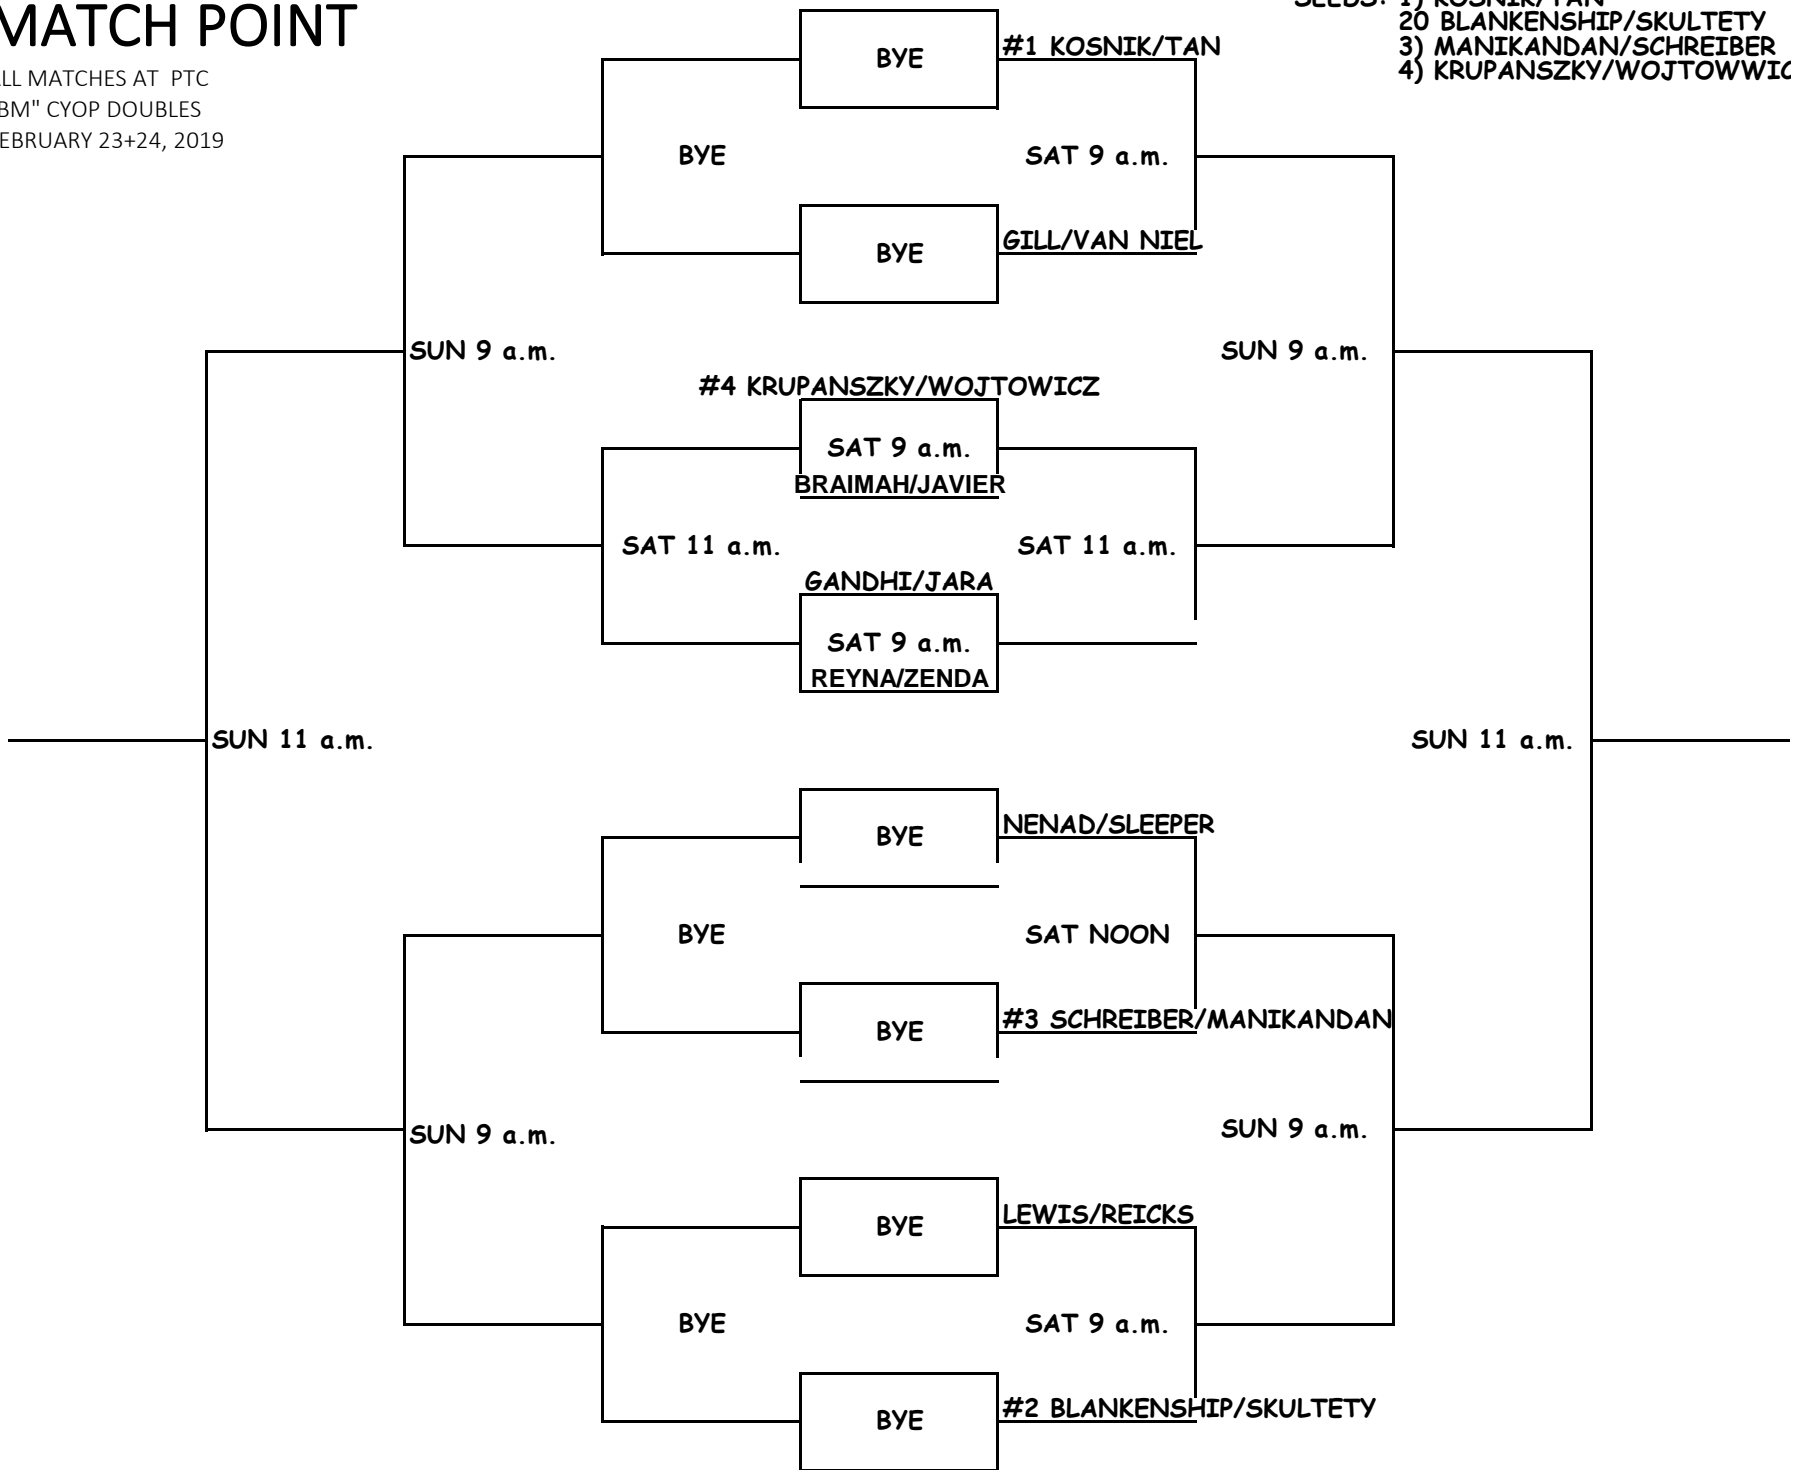 MATCH POINT
LL MATCHES AT PTC
BM" CYOP DOUBLES
EBRUARY 23+24, 2019
SEEDS: 1) KOSNIK/TAN
20 BLANKENSHIP/SKULTETY
3) MANIKANDAN/SCHREIBER
4) KRUPANSZKY/WOJTOWWIC
BYE
#1 KOSNIK/TAN
BYE
SAT 9 a.m.
BYE
GILL/VAN NIEL
SUN 9 a.m.
SUN 9 a.m.
#4 KRUPANSZKY/WOJTOWICZ
SAT 9 a.m.
BRAIMAH/JAVIER
SAT 11 a.m.
SAT 11 a.m.
GANDHI/JARA
SAT 9 a.m.
REYNA/ZENDA
SUN 11 a.m.
SUN 11 a.m.
BYE
NENAD/SLEEPER
BYE
SAT NOON
BYE
#3 SCHREIBER/MANIKANDAN
SUN 9 a.m.
SUN 9 a.m.
BYE
LEWIS/REICKS
BYE
SAT 9 a.m.
BYE
#2 BLANKENSHIP/SKULTETY